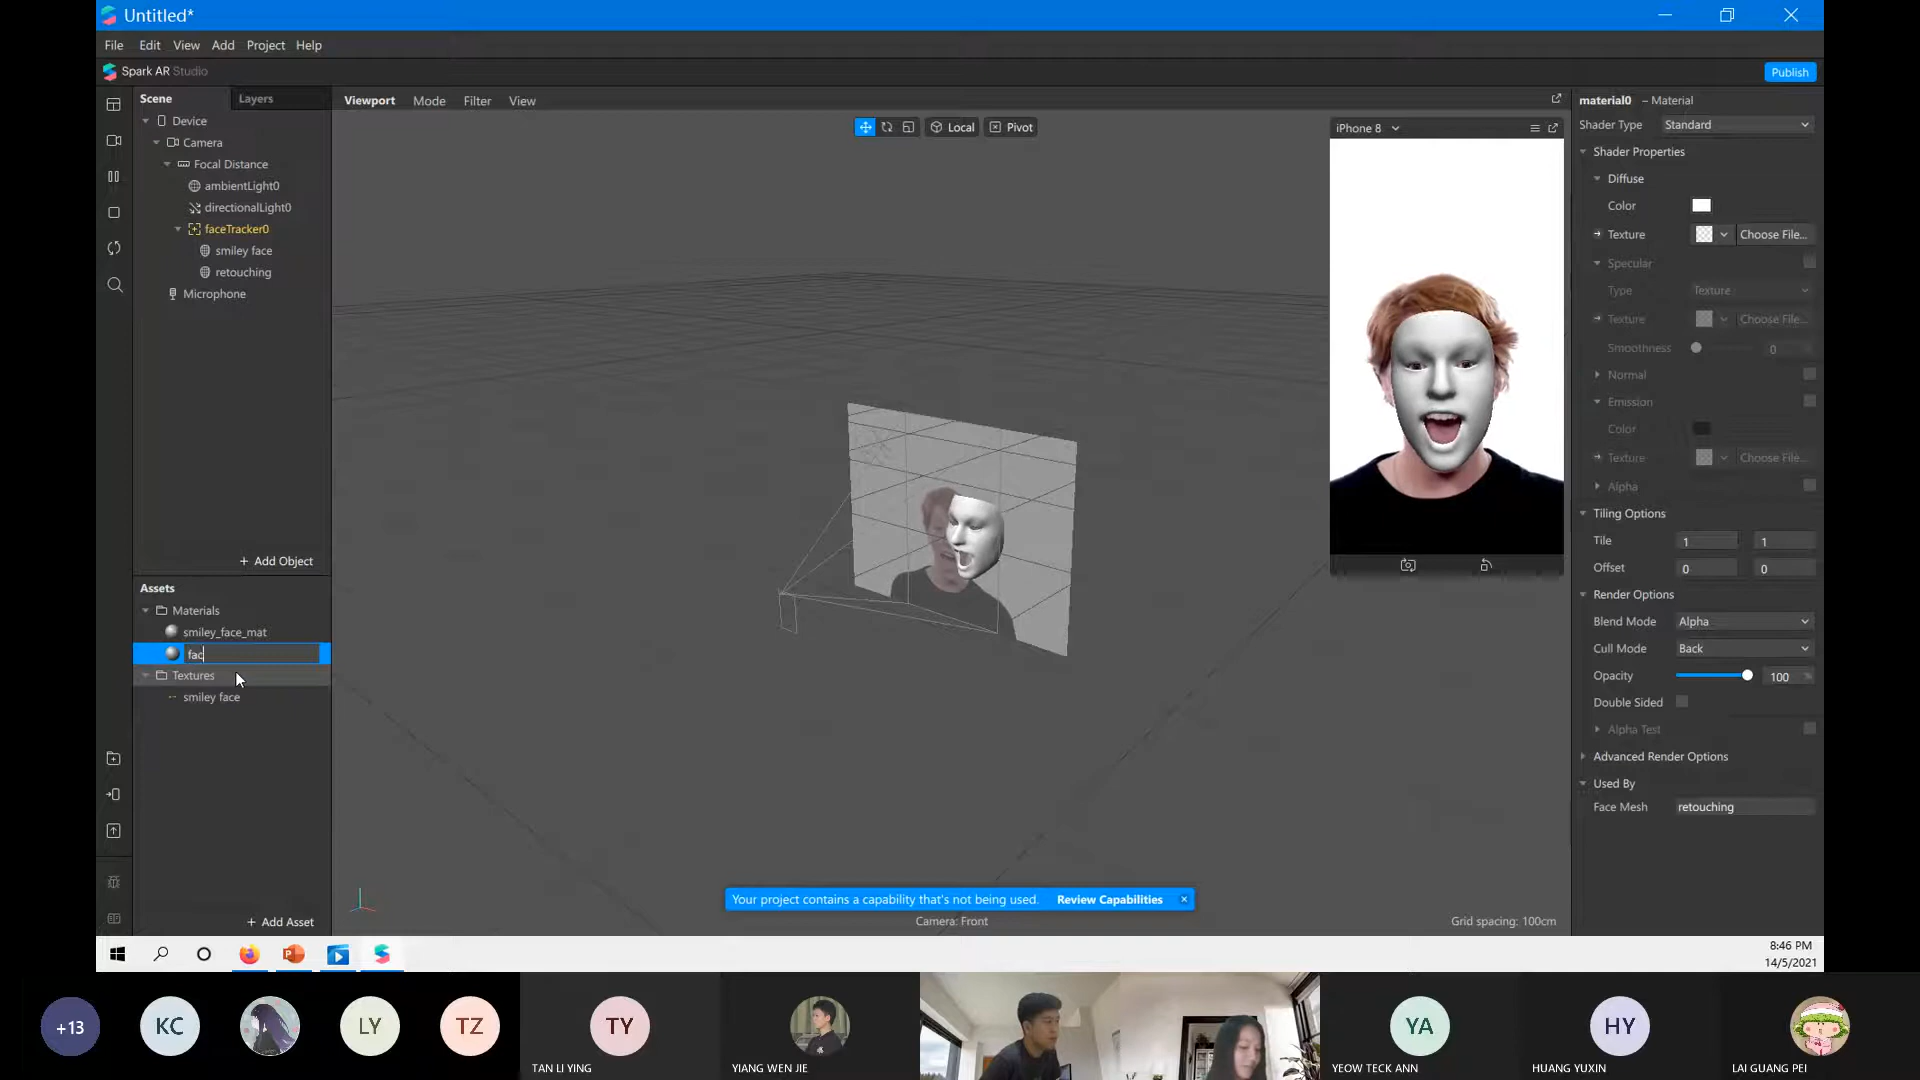 Untitled*
File Edit View Add Project Help
Spark AR Studio
Publish
Scene
Layers
Device
Camera
Focal Distance
ambientLight0
directionalLight0
faceTracker0
smiley face
retouching
Microphone
+ Add Object
Assets
Materials
smiley_face_mat
fac
Textures
smiley face
+ Add Asset
Viewport Mode Filter View
Local
Pivot
iPhone 8
Your project contains a capability that's not being used. Review Capabilities
Camera: Front
Grid spacing: 100cm
material0 – Material
Shader Type Standard
Shader Properties
Diffuse
Color
Texture Choose File...
Specular
Type Texture
Texture Choose File...
Smoothness 0
Normal
Emission
Color
Texture Choose File...
Alpha
Tiling Options
Tile 1 1
Offset 0 0
Render Options
Blend Mode Alpha
Cull Mode Back
Opacity 100 %
Double Sided
Alpha Test
Advanced Render Options
Used By
Face Mesh retouching
8:46 PM
14/5/2021
+13
KC
LY
TZ
TY
TAN LI YING
YIANG WEN JIE
YA
YEOW TECK ANN
HY
HUANG YUXIN
LAI GUANG PEI